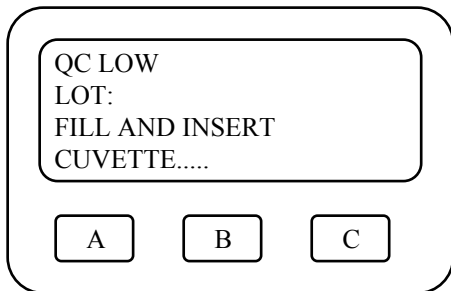 QC LOW
LOT:
FILL AND INSERT
CUVETTE.....
A B C